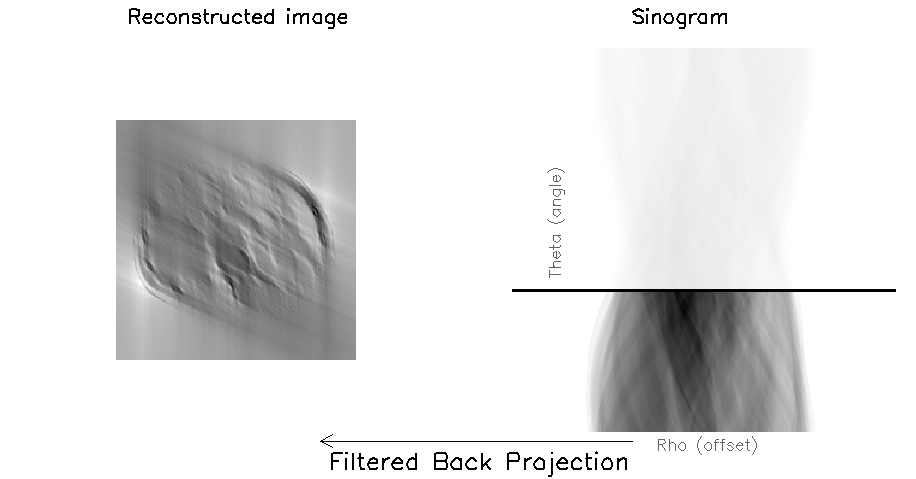 Reconstructed image
Sinogram
Theta (angle)
Rho (offset)
Filtered Back Projection